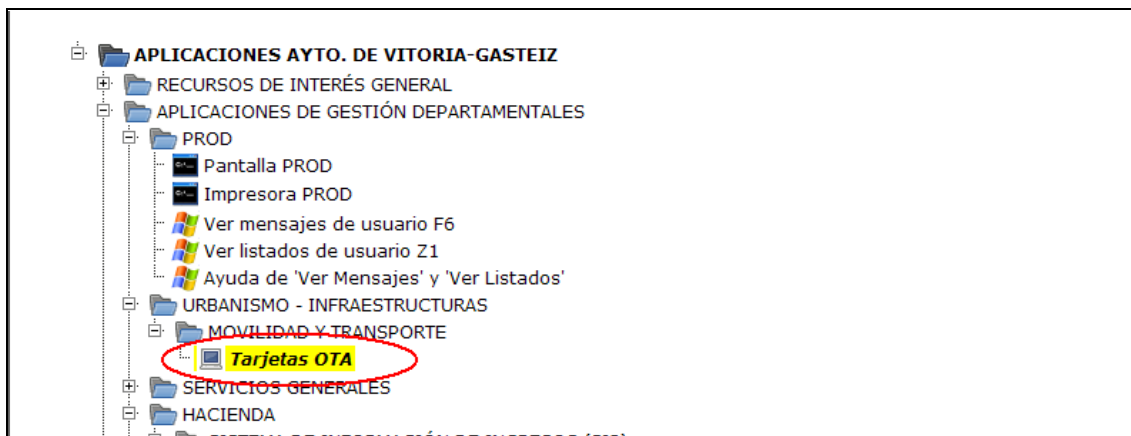 APLICACIONES AYTO. DE VITORIA-GASTEIZ
RECURSOS DE INTERÉS GENERAL
APLICACIONES DE GESTIÓN DEPARTAMENTALES
PROD
Pantalla PROD
Impresora PROD
Ver mensajes de usuario F6
Ver listados de usuario Z1
Ayuda de 'Ver Mensajes' y 'Ver Listados'
URBANISMO - INFRAESTRUCTURAS
MOVILIDAD Y TRANSPORTE
Tarjetas OTA
SERVICIOS GENERALES
HACIENDA